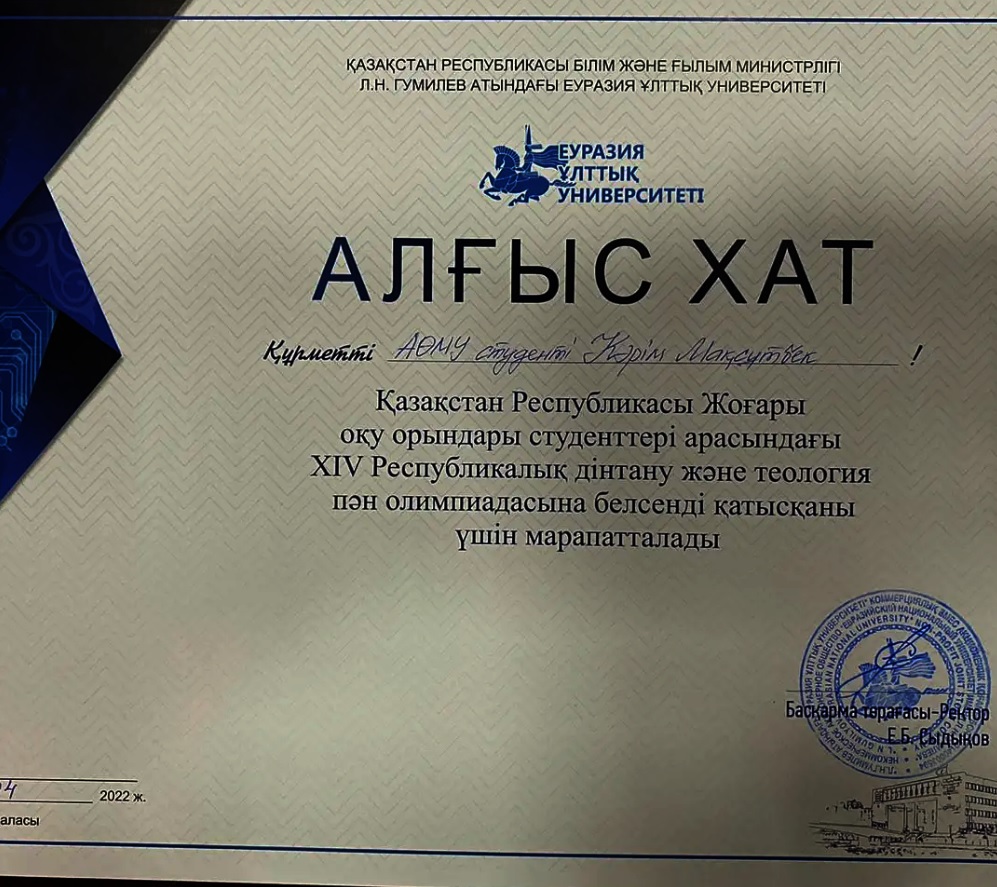 ҚАЗАҚСТАН РЕСПУБЛИКАСЫ БІЛІМ ЖӘНЕ ҒЫЛЫМ МИНИСТРЛІГІ
Л.Н. ГУМИЛЕВ АТЫНДАҒЫ ЕУРАЗИЯ ҰЛТТЫҚ УНИВЕРСИТЕТІ
ЕУРАЗИЯ
ҰЛТТЫҚ
УНИВЕРСИТЕТІ
АЛҒЫС ХАТ
Құрметті АӨМУ студенті Кәрім Мақсұтбек !
Қазақстан Республикасы Жоғары
оқу орындары студенттері арасындағы
XIV Республикалық дінтану және теология
пән олимпиадасына белсенді қатысқаны
үшін марапатталады
Басқарма төрағасы-Ректор
Е.Б. Сыдықов
04 2022 ж.
аласы